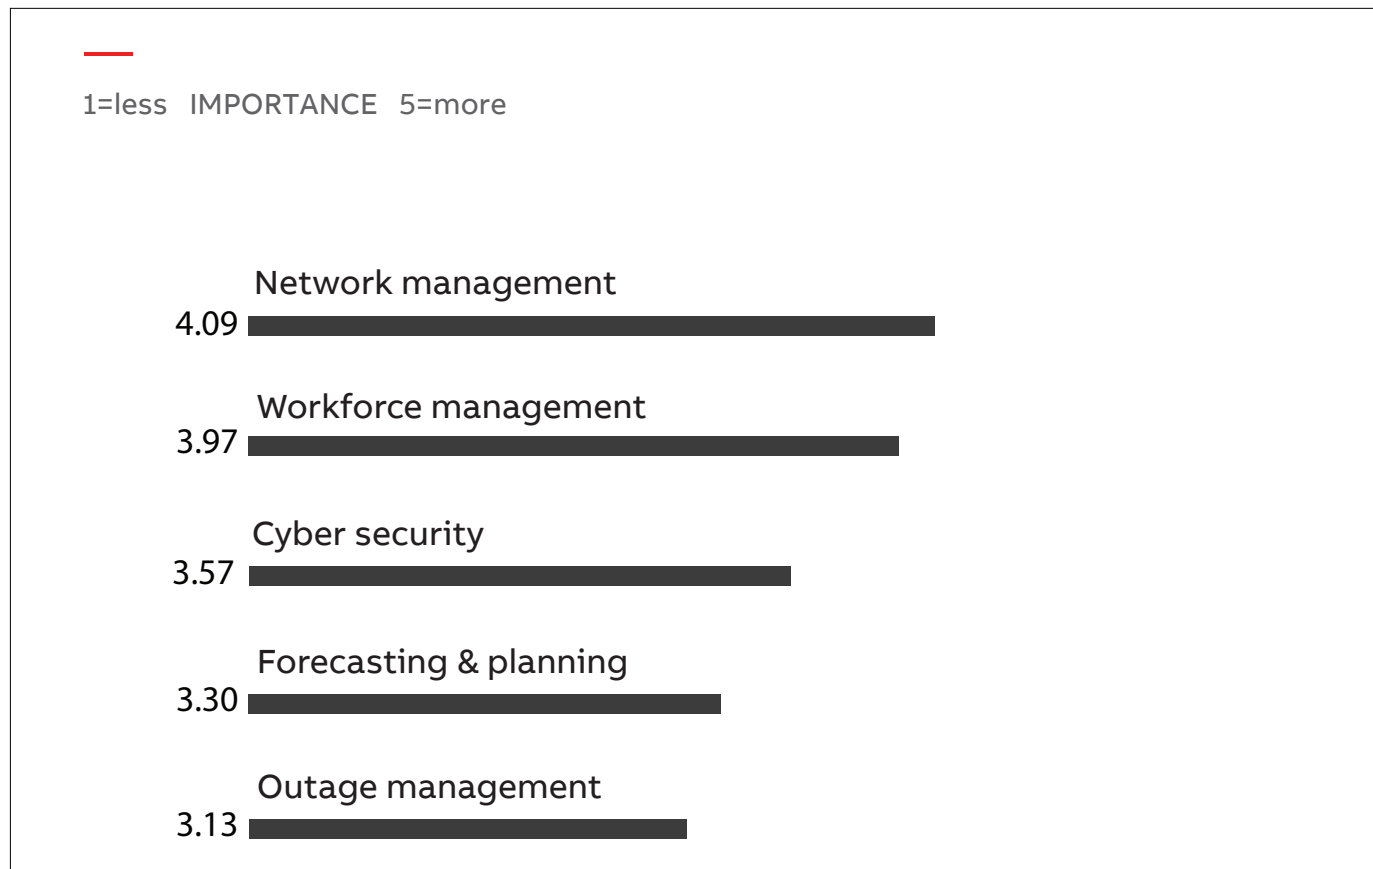 1=less IMPORTANCE 5=more
Network management
4.09
Workforce management
3.97
Cyber security
3.57
Forecasting & planning
3.30
Outage management
3.13